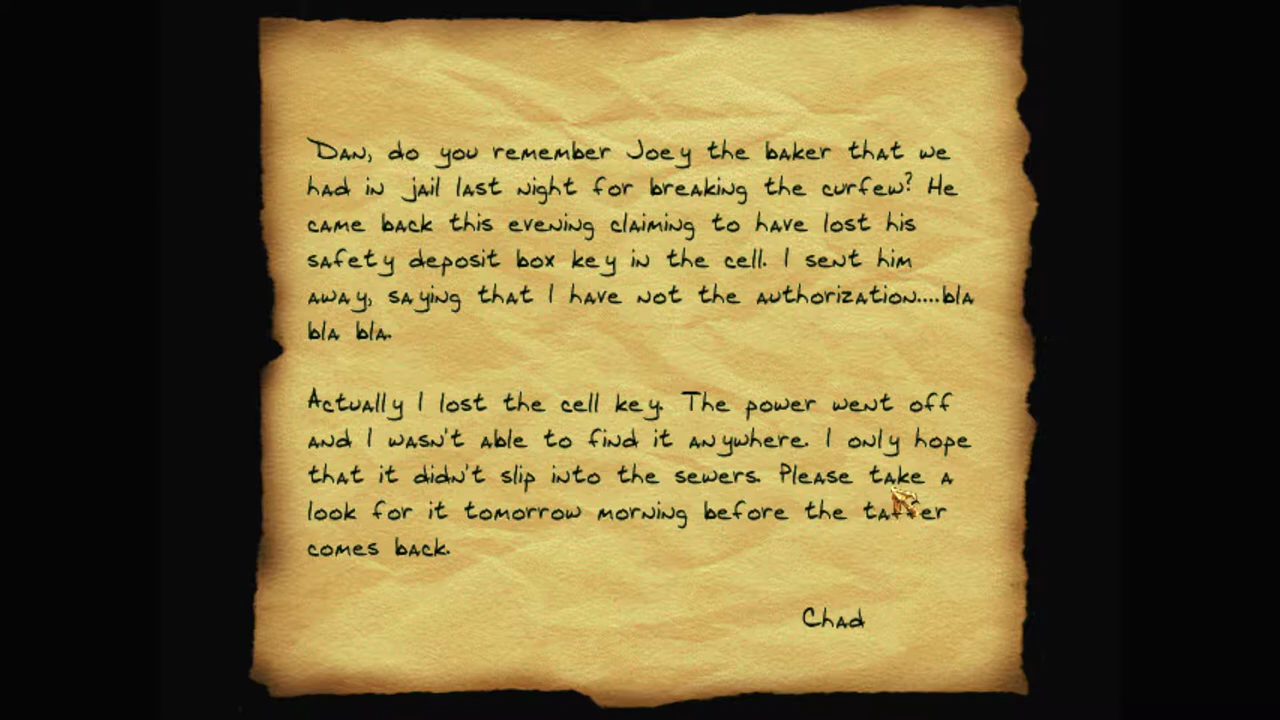 Dan, do you remember Joey the baker that we
had in jail last night for breaking the curfew? He
came back this evening claiming to have lost his
safety deposit box key in the cell. I sent him
away, saying that I have not the authorization....bla
bla bla.
Actually I lost the cell key. The power went off
and I wasn't able to find it anywhere. I only hope
that it didn't slip into the sewers. Please take a
look for it tomorrow morning before the taffer
comes back.
Chad